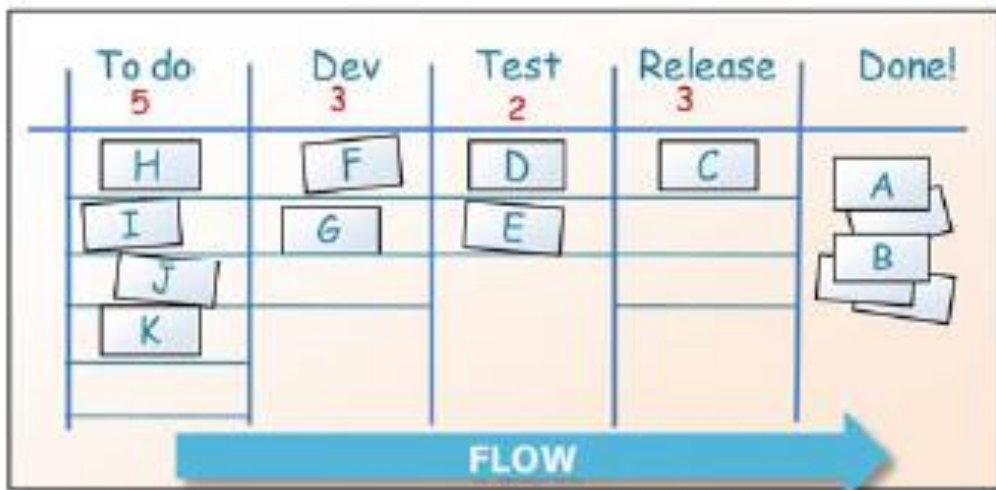 To do Dev Test Release Done!
5 3 2 3
H F D C A
I G E
J B
K
FLOW